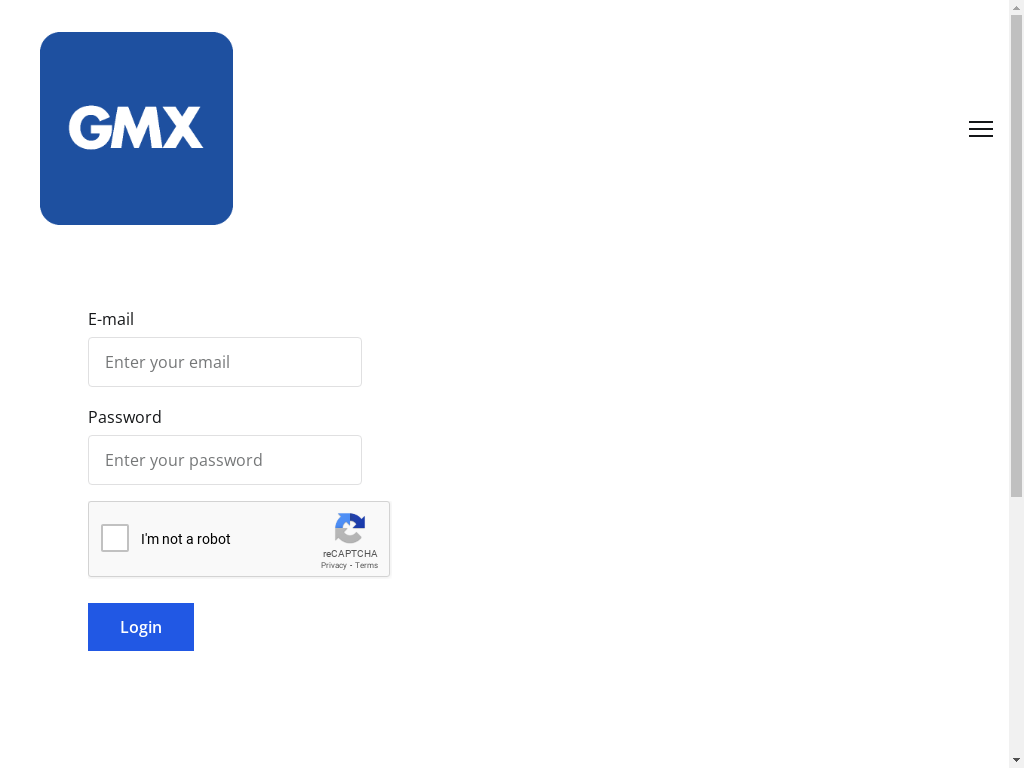 GMX
E-mail
Enter your email
Password
Enter your password
I'm not a robot
reCAPTCHA
Privacy - Terms
Login